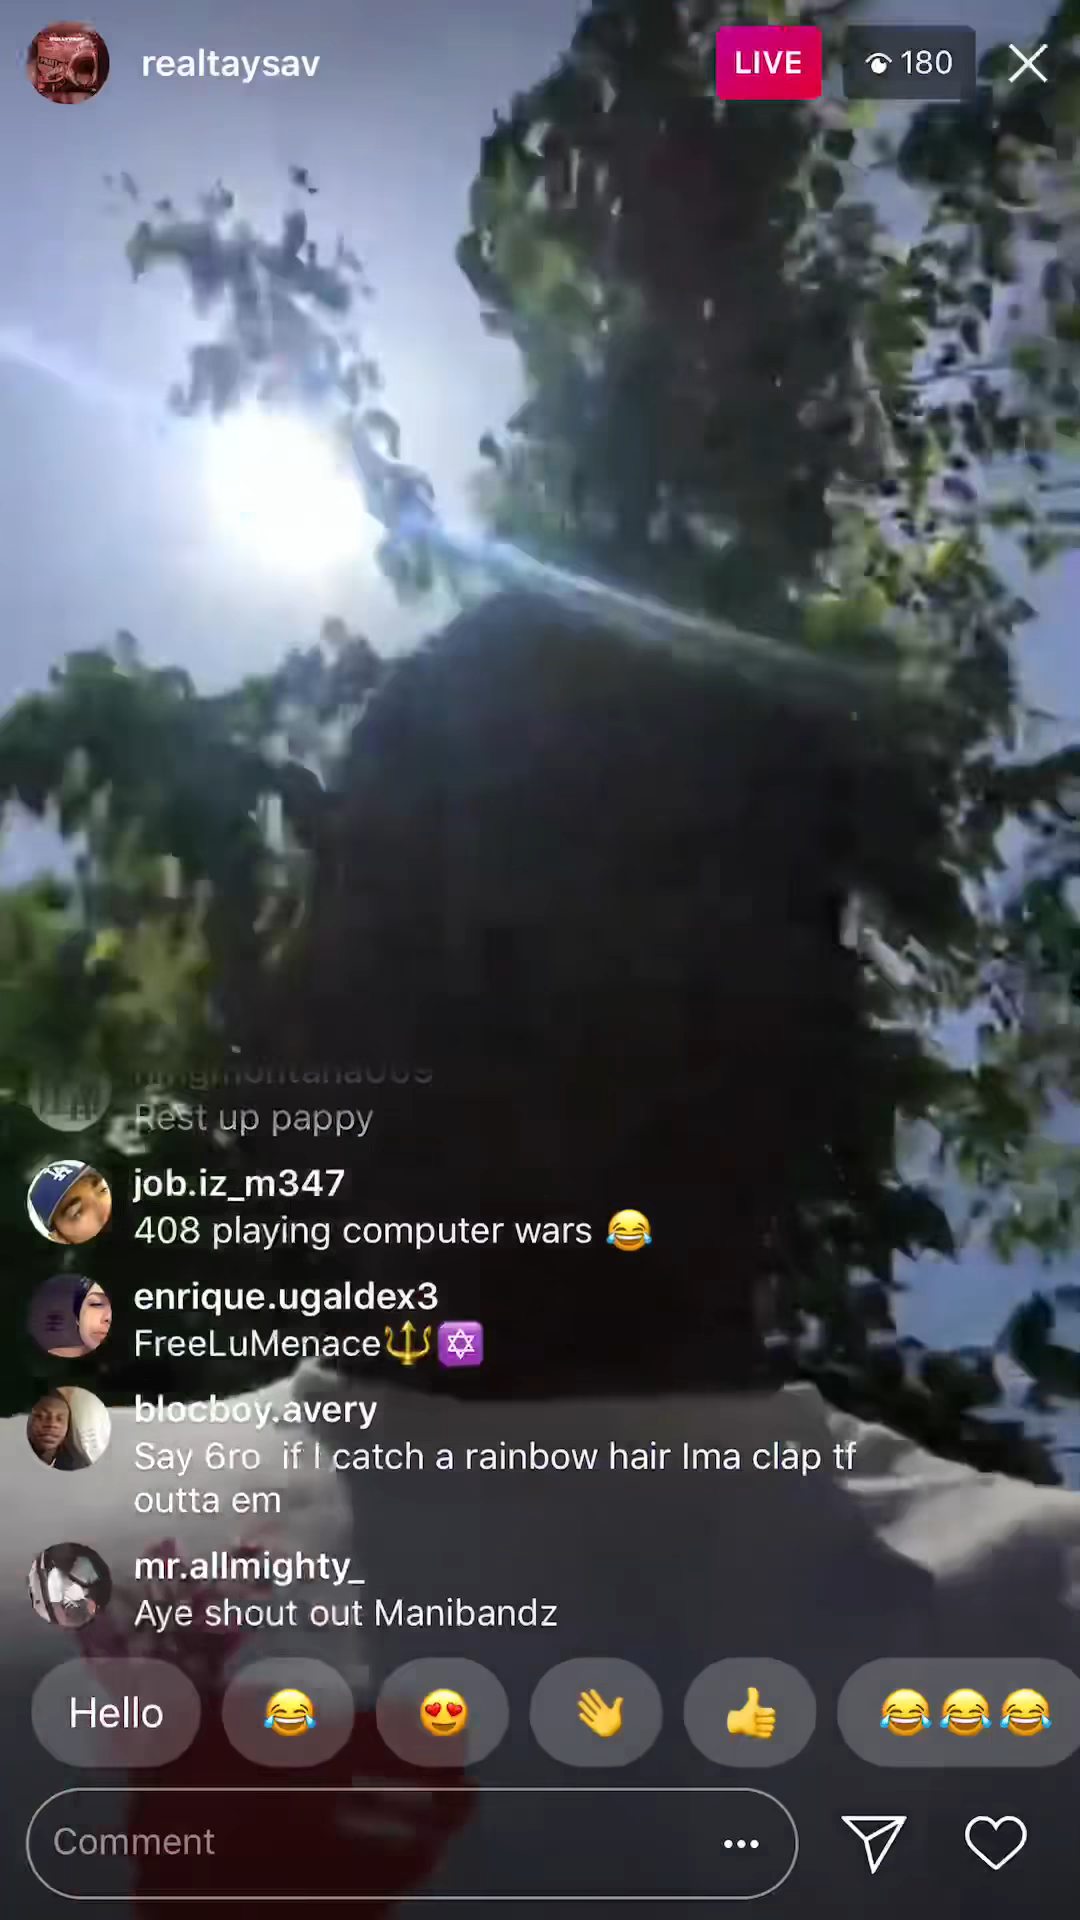 realtaysav
LIVE
180
Rest up pappy
job.iz_m347
408 playing computer wars 😂
enrique.ugaldex3
FreeLuMenace🔱🔯
blocboy.avery
Say 6ro if I catch a rainbow hair Ima clap tf
outta em
mr.allmighty_
Aye shout out Manibandz
Hello 😂 😍 👋 👍 😂😂😂
Comment